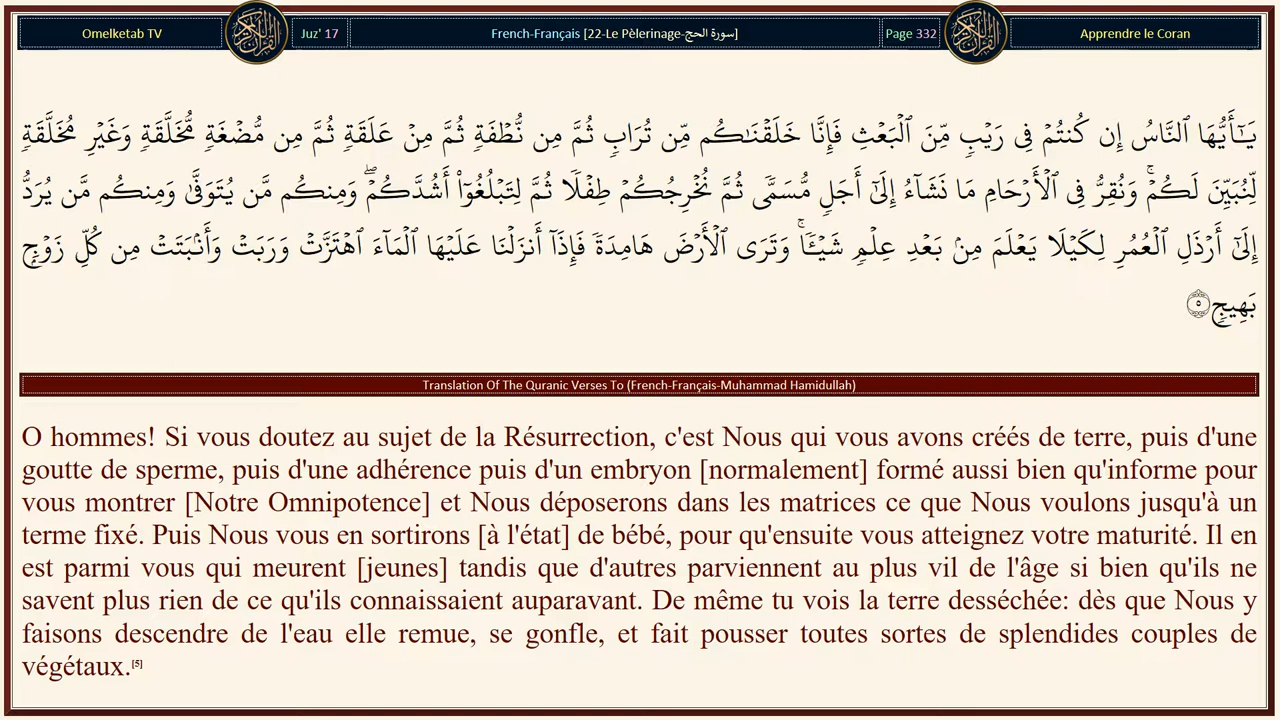 Omelketab TV
Juz' 17
French-Français [22-Le Pèlerinage-سورة الحج]
Page 332
Apprendre le Coran
يَـٰٓأَيُّهَا ٱلنَّاسُ إِن كُنتُمۡ فِى رَيۡبٍ مِّنَ ٱلۡبَعۡثِ فَإِنَّا خَلَقۡنَـٰكُم مِّن تُرَابٍ ثُمَّ مِن نُّطۡفَةٍ ثُمَّ مِنۡ عَلَقَةٍ ثُمَّ مِن مُّضۡغَةٍ مُّخَلَّقَةٍ وَغَيۡرِ مُخَلَّقَةٍ
لِّنُبَيِّنَ لَكُمۡۚ وَنُقِرُّ فِى ٱلۡأَرۡحَامِ مَا نَشَآءُ إِلَىٰٓ أَجَلٍ مُّسَمًّى ثُمَّ نُخۡرِجُكُمۡ طِفۡلًا ثُمَّ لِتَبۡلُغُوٓاْ أَشُدَّكُمۡۖ وَمِنكُم مَّن يُتَوَفَّىٰ وَمِنكُم مَّن يُرَدُّ
إِلَىٰٓ أَرۡذَلِ ٱلۡعُمُرِ لِكَيۡلَا يَعۡلَمَ مِنۢ بَعۡدِ عِلۡمٍ شَيۡـًٔاۚ وَتَرَى ٱلۡأَرۡضَ هَامِدَةً فَإِذَآ أَنزَلۡنَا عَلَيۡهَا ٱلۡمَآءَ ٱهۡتَزَّتۡ وَرَبَتۡ وَأَنۢبَتَتۡ مِن كُلِّ زَوۡجٍۭ
بَهِيجٍ ٥
Translation Of The Quranic Verses To (French-Français-Muhammad Hamidullah)
O hommes! Si vous doutez au sujet de la Résurrection, c'est Nous qui vous avons créés de terre, puis d'une
goutte de sperme, puis d'une adhérence puis d'un embryon [normalement] formé aussi bien qu'informe pour
vous montrer [Notre Omnipotence] et Nous déposerons dans les matrices ce que Nous voulons jusqu'à un
terme fixé. Puis Nous vous en sortirons [à l'état] de bébé, pour qu'ensuite vous atteignez votre maturité. Il en
est parmi vous qui meurent [jeunes] tandis que d'autres parviennent au plus vil de l'âge si bien qu'ils ne
savent plus rien de ce qu'ils connaissaient auparavant. De même tu vois la terre desséchée: dès que Nous y
faisons descendre de l'eau elle remue, se gonfle, et fait pousser toutes sortes de splendides couples de
végétaux.[5]